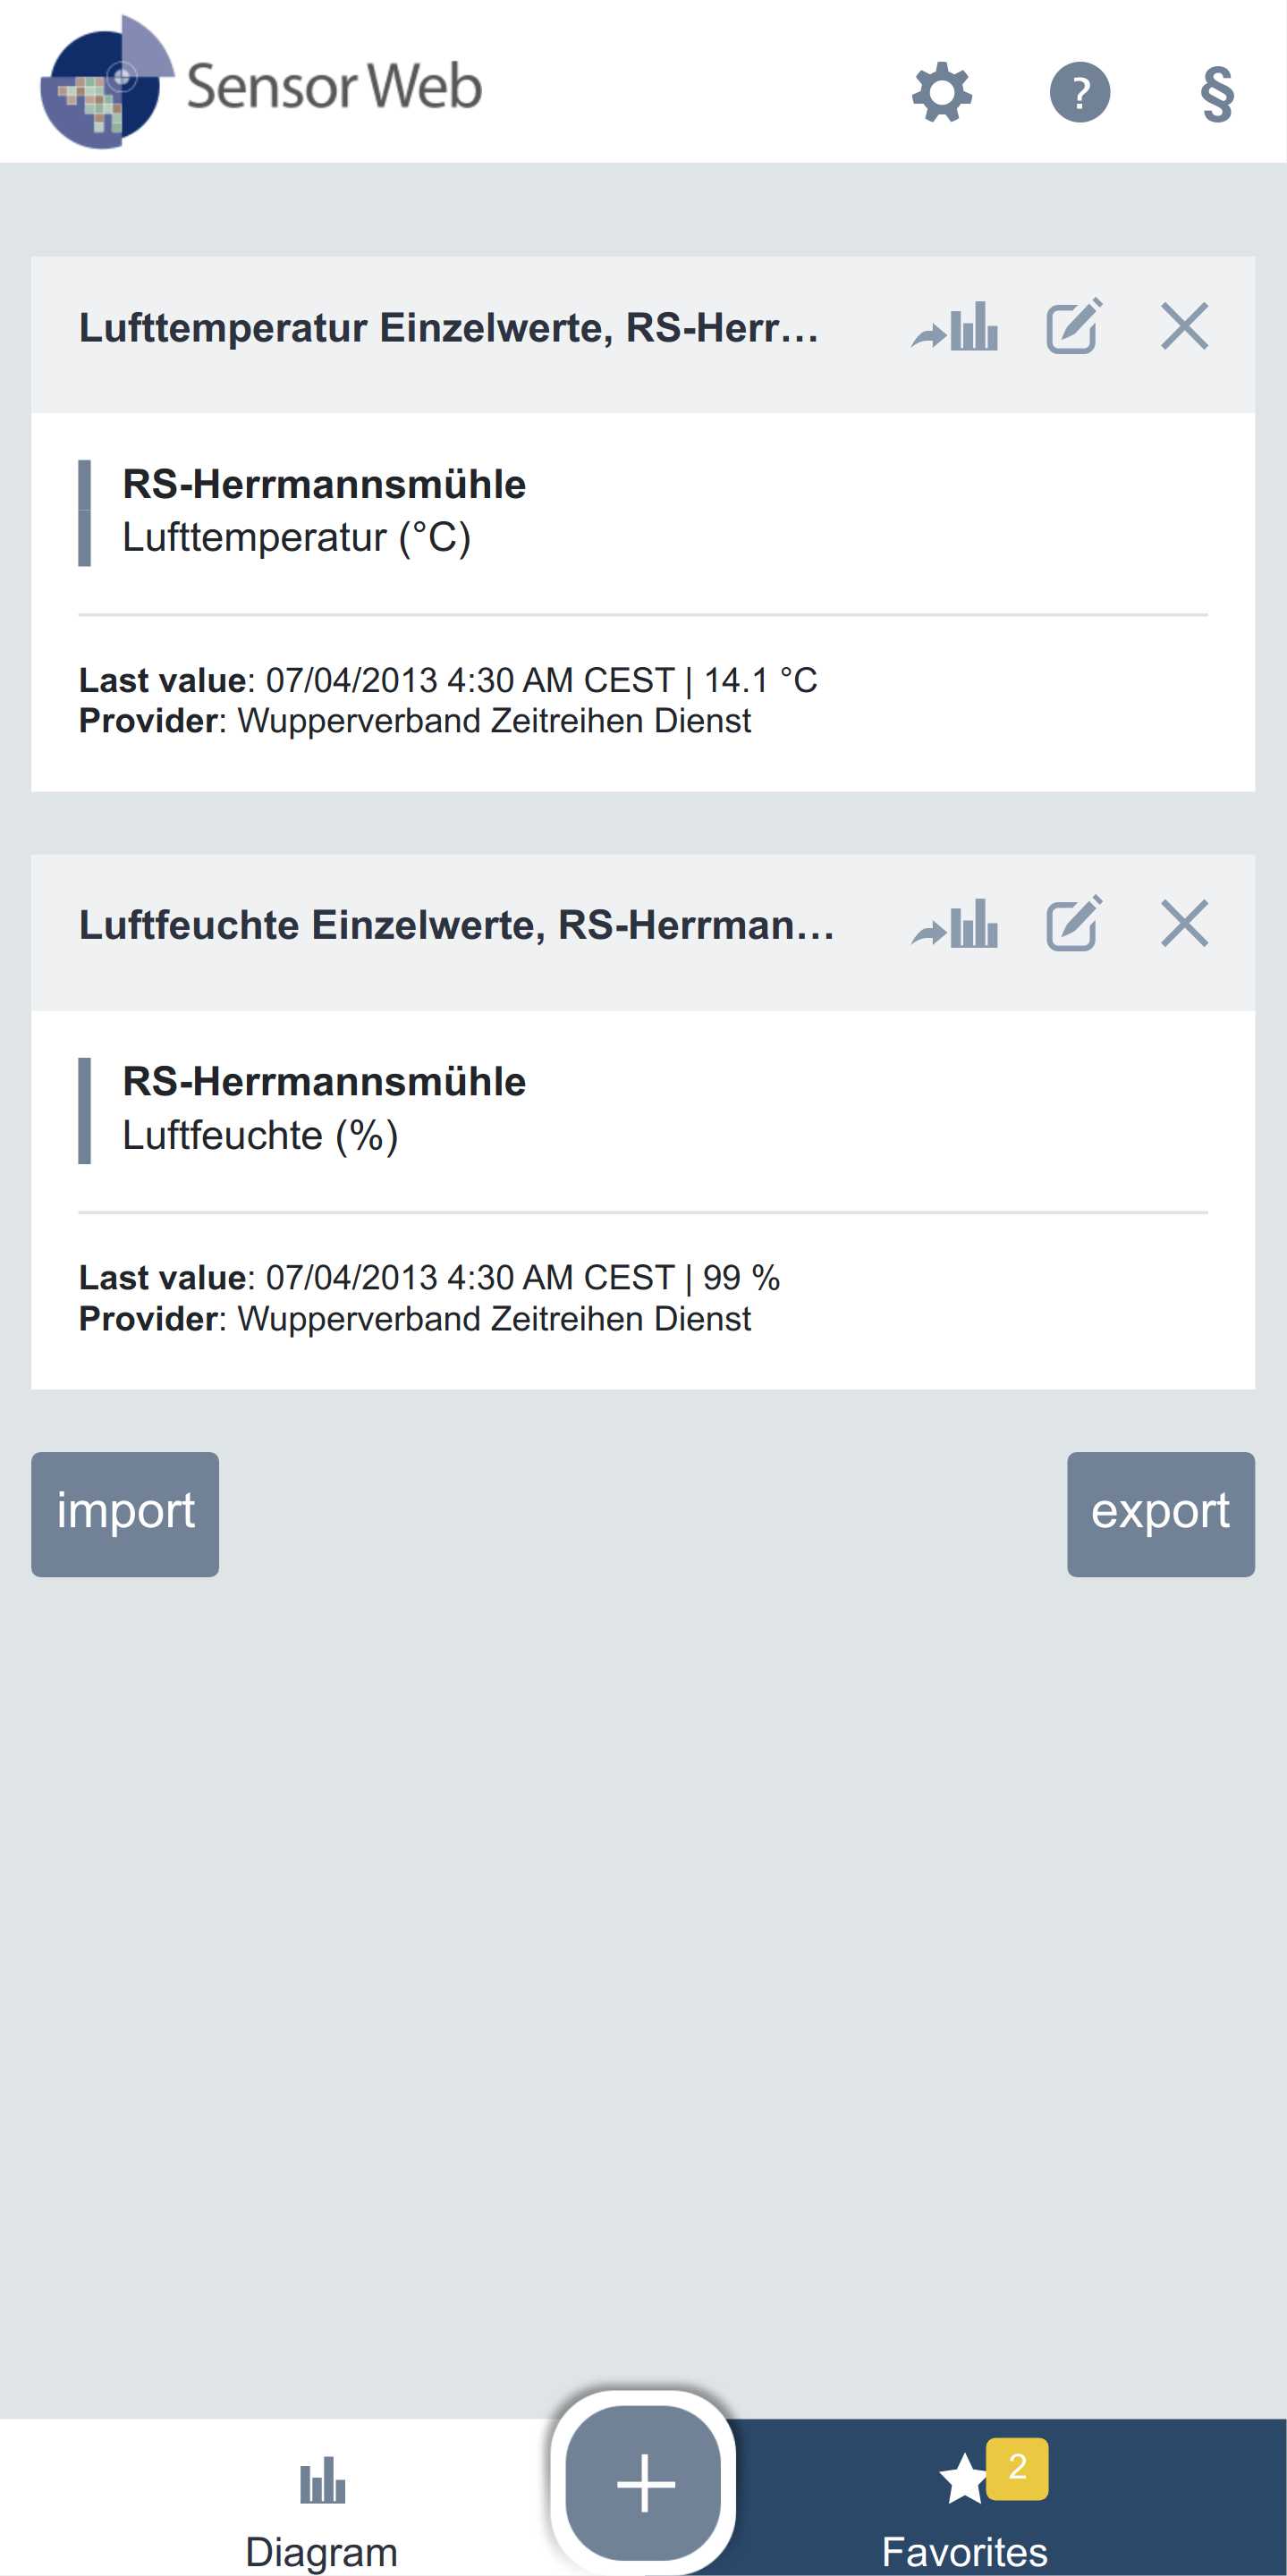 Sensor Web
?
§
Lufttemperatur Einzelwerte, RS-Herr...
RS-Herrmannsmühle
Lufttemperatur (°C)
Last value: 07/04/2013 4:30 AM CEST | 14.1 °C
Provider: Wupperverband Zeitreihen Dienst
Luftfeuchte Einzelwerte, RS-Herrman...
RS-Herrmannsmühle
Luftfeuchte (%)
Last value: 07/04/2013 4:30 AM CEST | 99 %
Provider: Wupperverband Zeitreihen Dienst
import
export
2
Diagram
Favorites